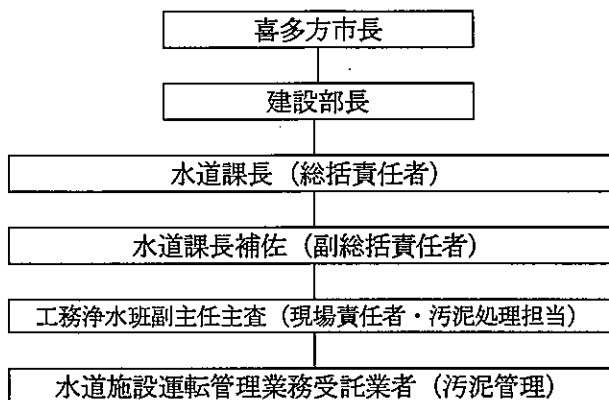 喜多方市長
建設部長
水道課長（総括責任者）
水道課長補佐（副総括責任者）
工務浄水班副主任主査（現場責任者・汚泥処理担当）
水道施設運転管理業務受託業者（汚泥管理）